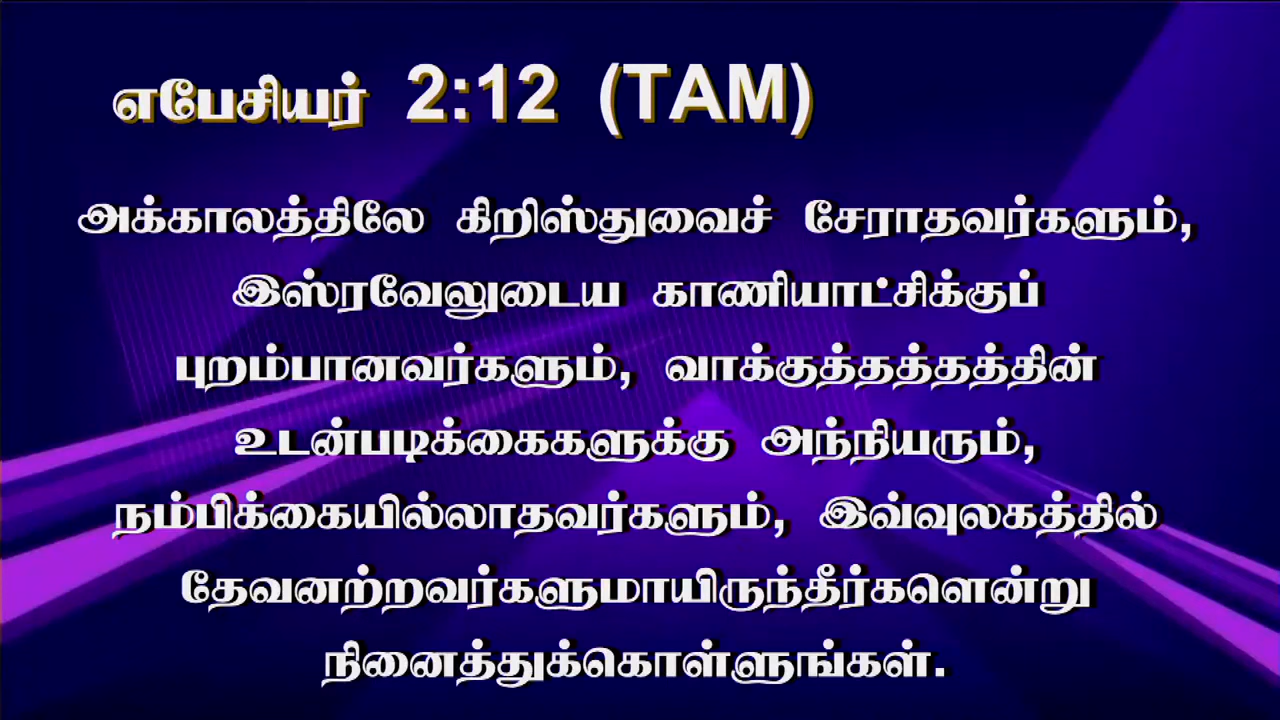 எபேசியர் 2:12 (TAM)
அக்காலத்திலே கிறிஸ்துவைச் சேராதவர்களும்,
இஸ்ரவேலுடைய காணியாட்சிக்குப்
புறம்பானவர்களும், வாக்குத்தத்தத்தின்
உடன்படிக்கைகளுக்கு அந்நியரும்,
நம்பிக்கையில்லாதவர்களும், இவ்வுலகத்தில்
தேவனற்றவர்களுமாயிருந்தீர்களென்று
நினைத்துக்கொள்ளுங்கள்.